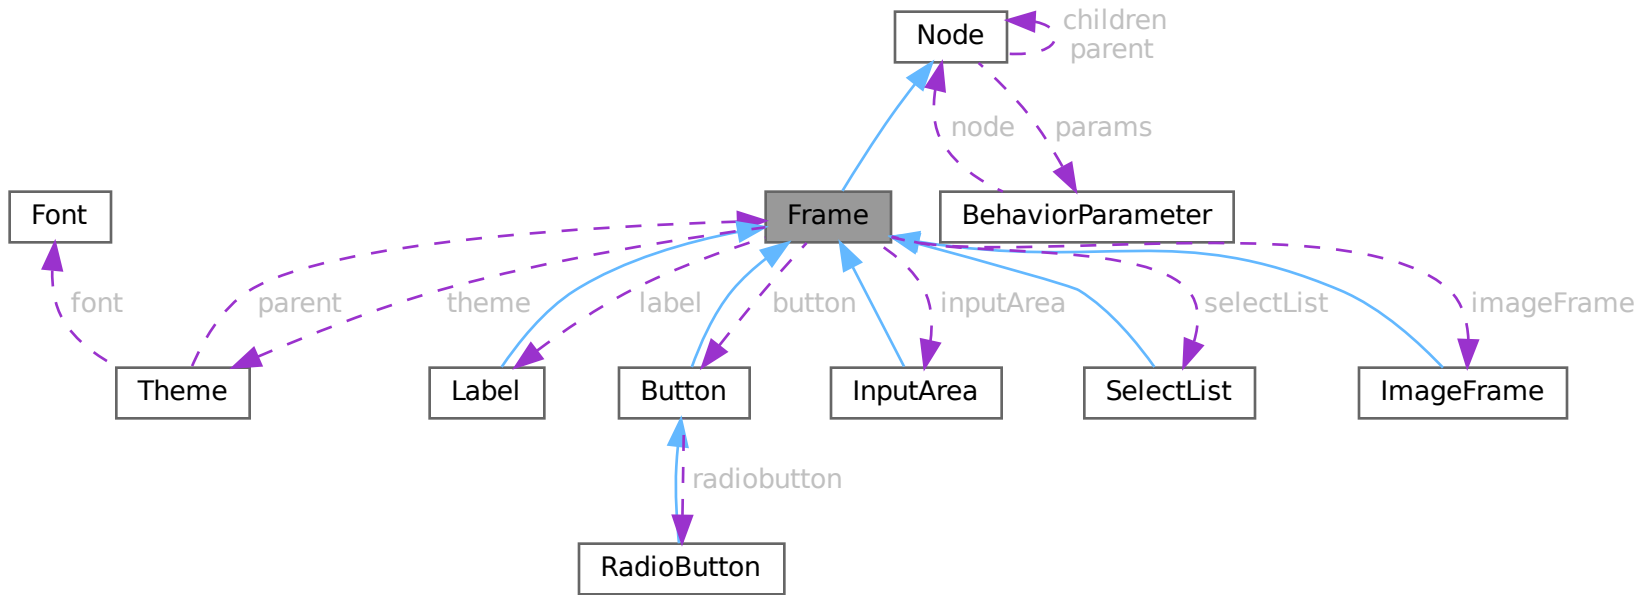 Node
children
parent
node
params
Font
Frame
BehaviorParameter
font
parent
theme
label
button
inputArea
selectList
imageFrame
Theme
Label
Button
InputArea
SelectList
ImageFrame
radiobutton
RadioButton